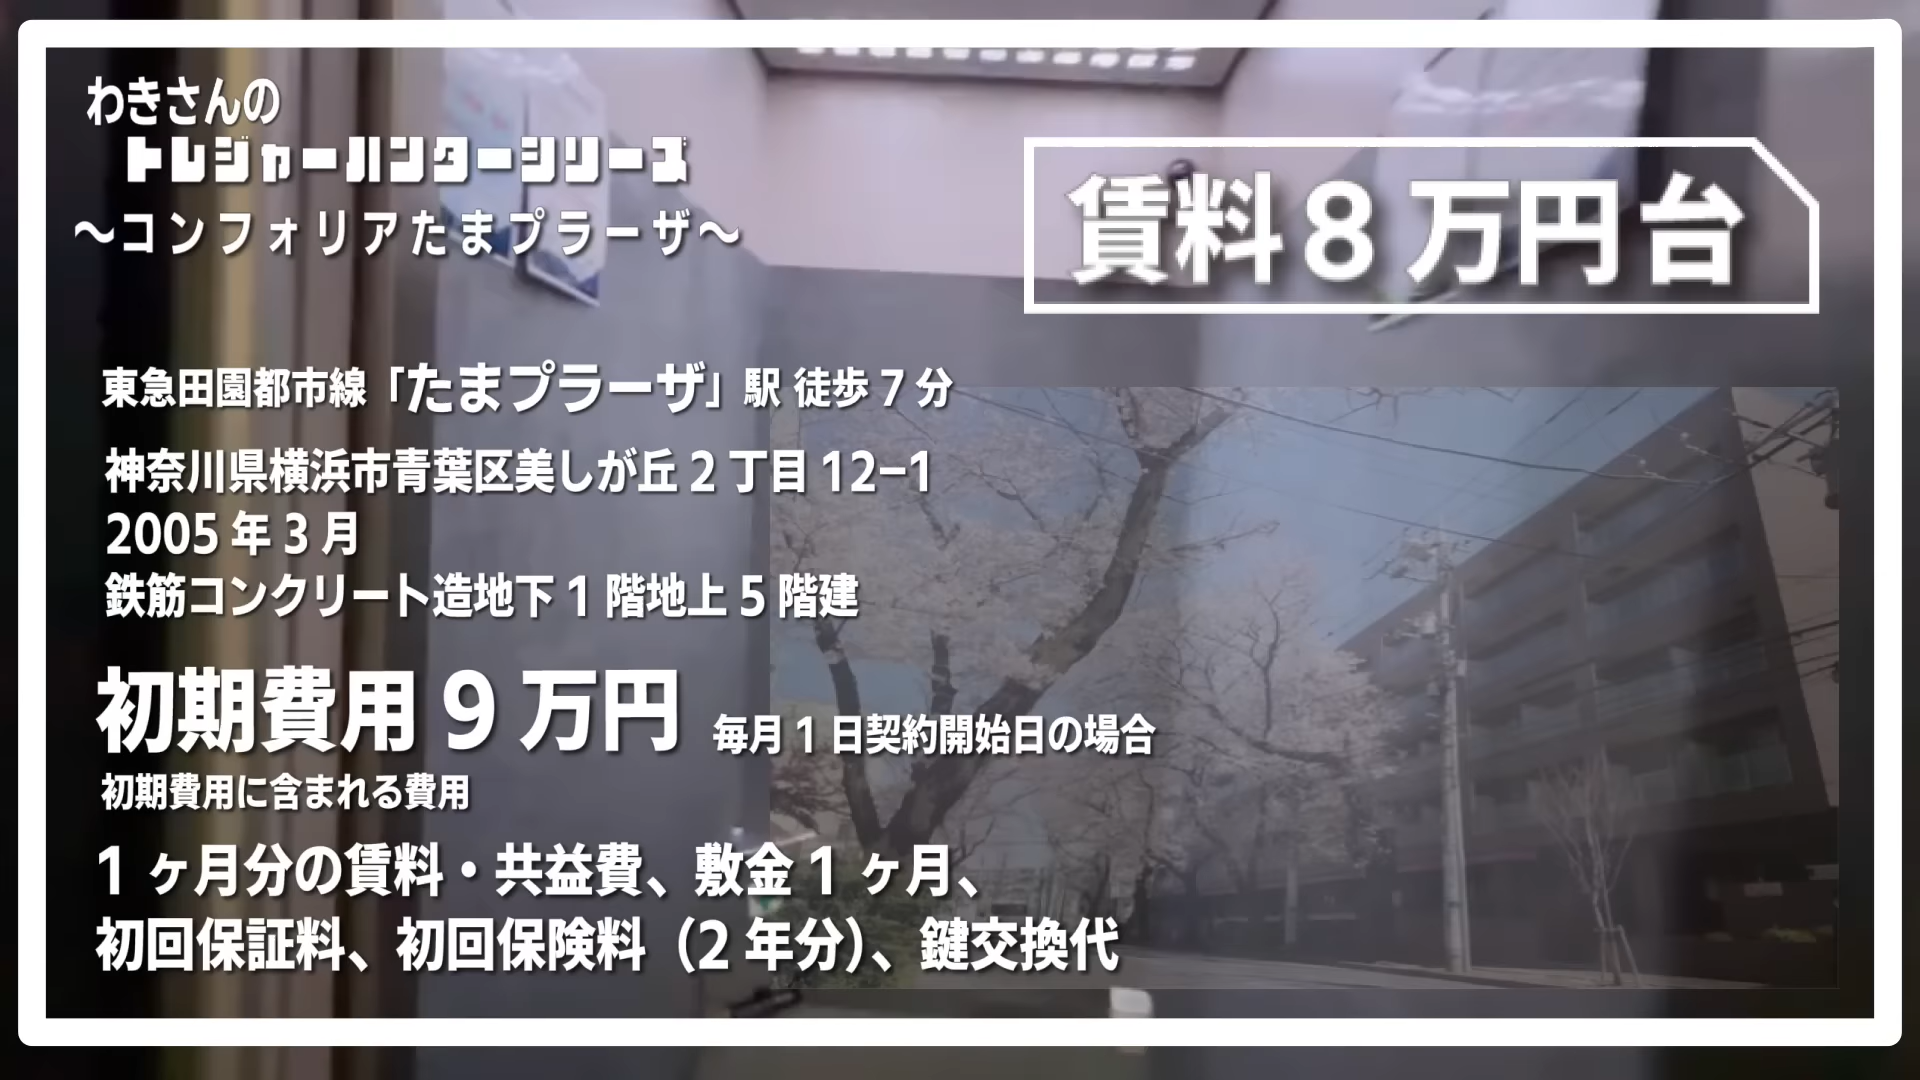 わきさんの
トレジャーハンターシリーズ
～コンフォリアたまプラーザ～
賃料8万円台
東急田園都市線「たまプラーザ」駅 徒歩7分
神奈川県横浜市青葉区美しが丘2丁目12−1
2005年3月
鉄筋コンクリート造地下1階地上5階建
初期費用9万円 毎月1日契約開始日の場合
初期費用に含まれる費用
1ヶ月分の賃料・共益費、敷金1ヶ月、
初回保証料、初回保険料（2年分）、鍵交換代